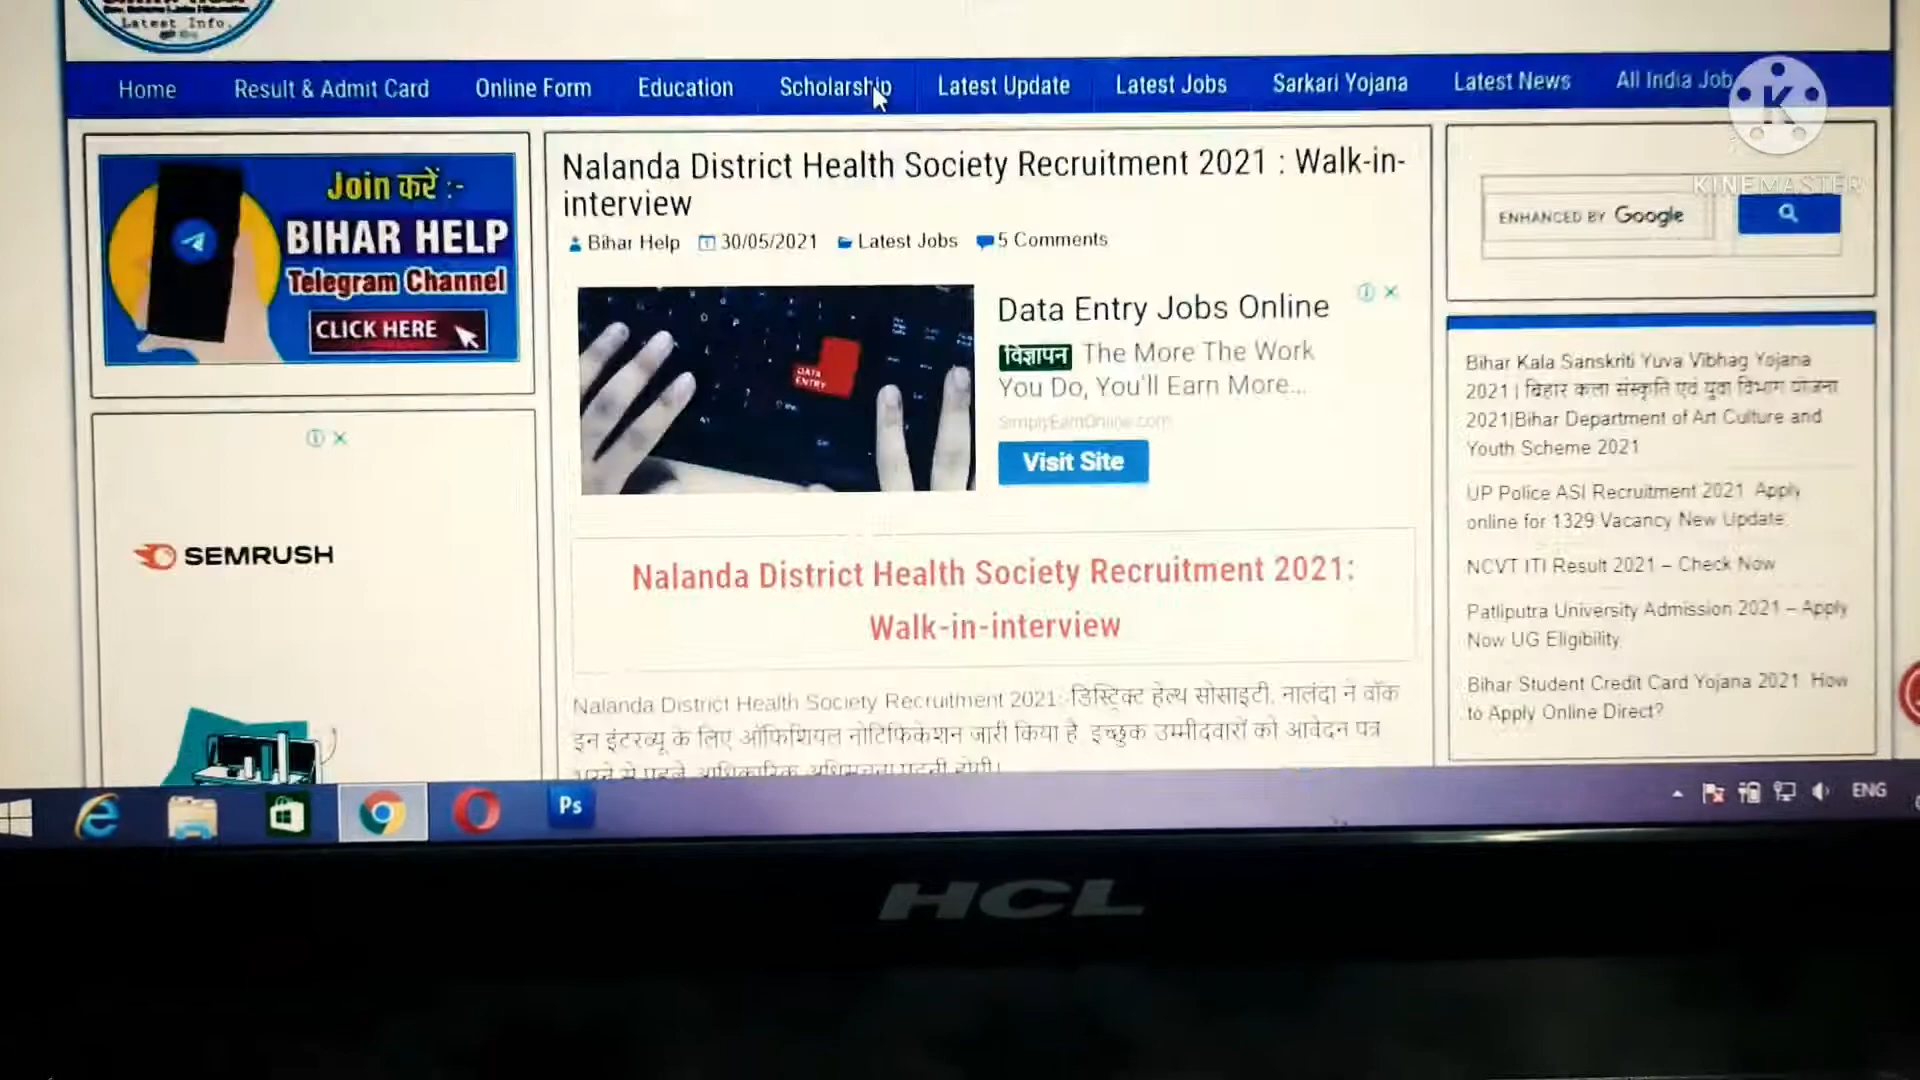 Latest Info.
Home Result & Admit Card Online Form Education Scholarship Latest Update Latest Jobs Sarkari Yojana Latest News All India Job
K
KINEMASTER
Join करें :-
BIHAR HELP
Telegram Channel
CLICK HERE
SEMRUSH
Nalanda District Health Society Recruitment 2021 : Walk-in-
interview
Bihar Help 30/05/2021 Latest Jobs 5 Comments
DATA
ENTRY
Data Entry Jobs Online
विज्ञापन The More The Work
You Do, You'll Earn More...
SimplyEarnOnline.com
Visit Site
Nalanda District Health Society Recruitment 2021:
Walk-in-interview
Nalanda District Health Society Recruitment 2021:-डिस्ट्रिक्ट हेल्थ सोसाइटी, नालंदा ने वॉक
इन इंटरव्यू के लिए ऑफिशियल नोटिफिकेशन जारी किया है. इच्छुक उम्मीदवारों को आवेदन पत्र
ENHANCED BY Google
Bihar Kala Sanskriti Yuva Vibhag Yojana
2021 | बिहार कला संस्कृति एवं युवा विभाग योजना
2021|Bihar Department of Art Culture and
Youth Scheme 2021
UP Police ASI Recruitment 2021 Apply
online for 1329 Vacancy New Update
NCVT ITI Result 2021 – Check Now
Patliputra University Admission 2021 – Apply
Now UG Eligibility
Bihar Student Credit Card Yojana 2021 How
to Apply Online Direct?
Ps
ENG
HCL